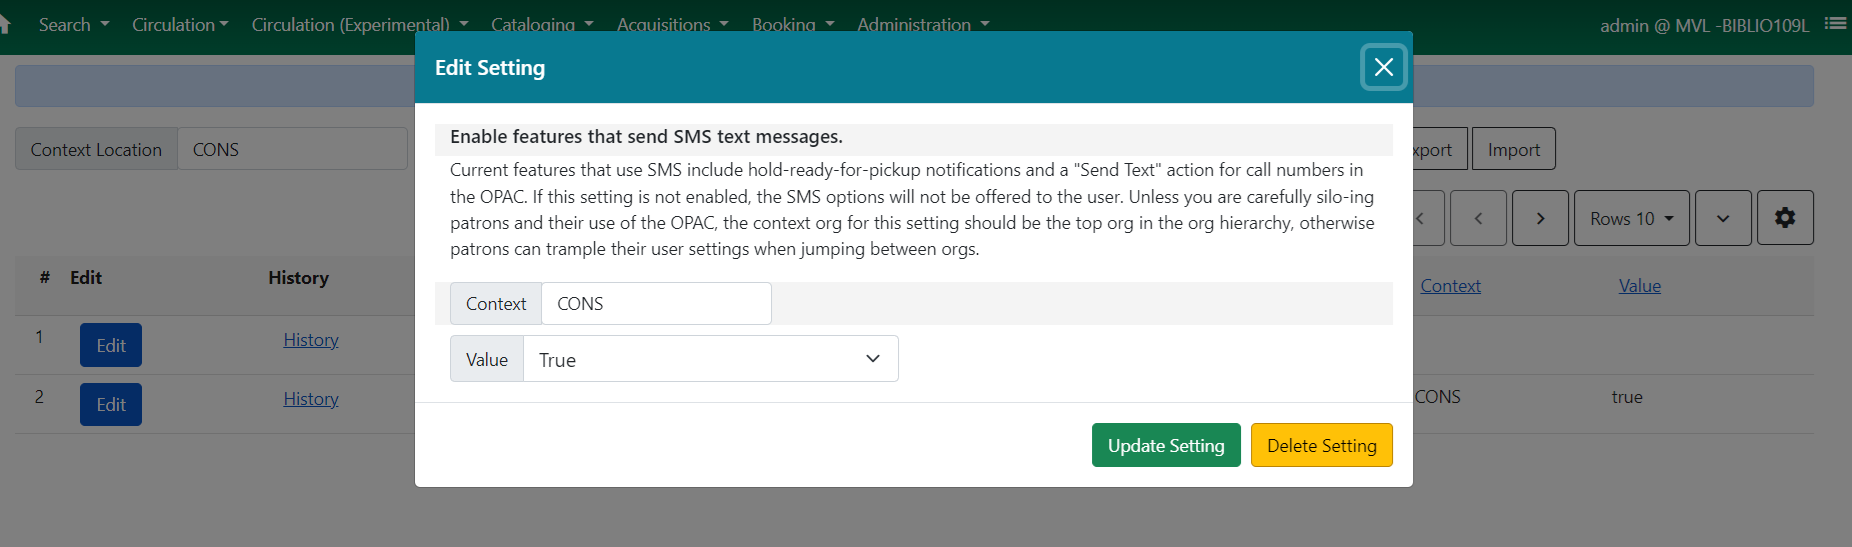 Search Circulation Circulation (Experimental) Cataloging Acquisitions Booking Administration admin @ MVL -BIBLIO109L
Edit Setting
Context Location CONS
xport Import
Enable features that send SMS text messages.
Current features that use SMS include hold-ready-for-pickup notifications and a "Send Text" action for call numbers in
the OPAC. If this setting is not enabled, the SMS options will not be offered to the user. Unless you are carefully silo-ing
patrons and their use of the OPAC, the context org for this setting should be the top org in the org hierarchy, otherwise
patrons can trample their user settings when jumping between orgs.
Rows 10
# Edit History Context Value
Context CONS
Value True
1 Edit History
2 Edit History CONS true
Update Setting Delete Setting